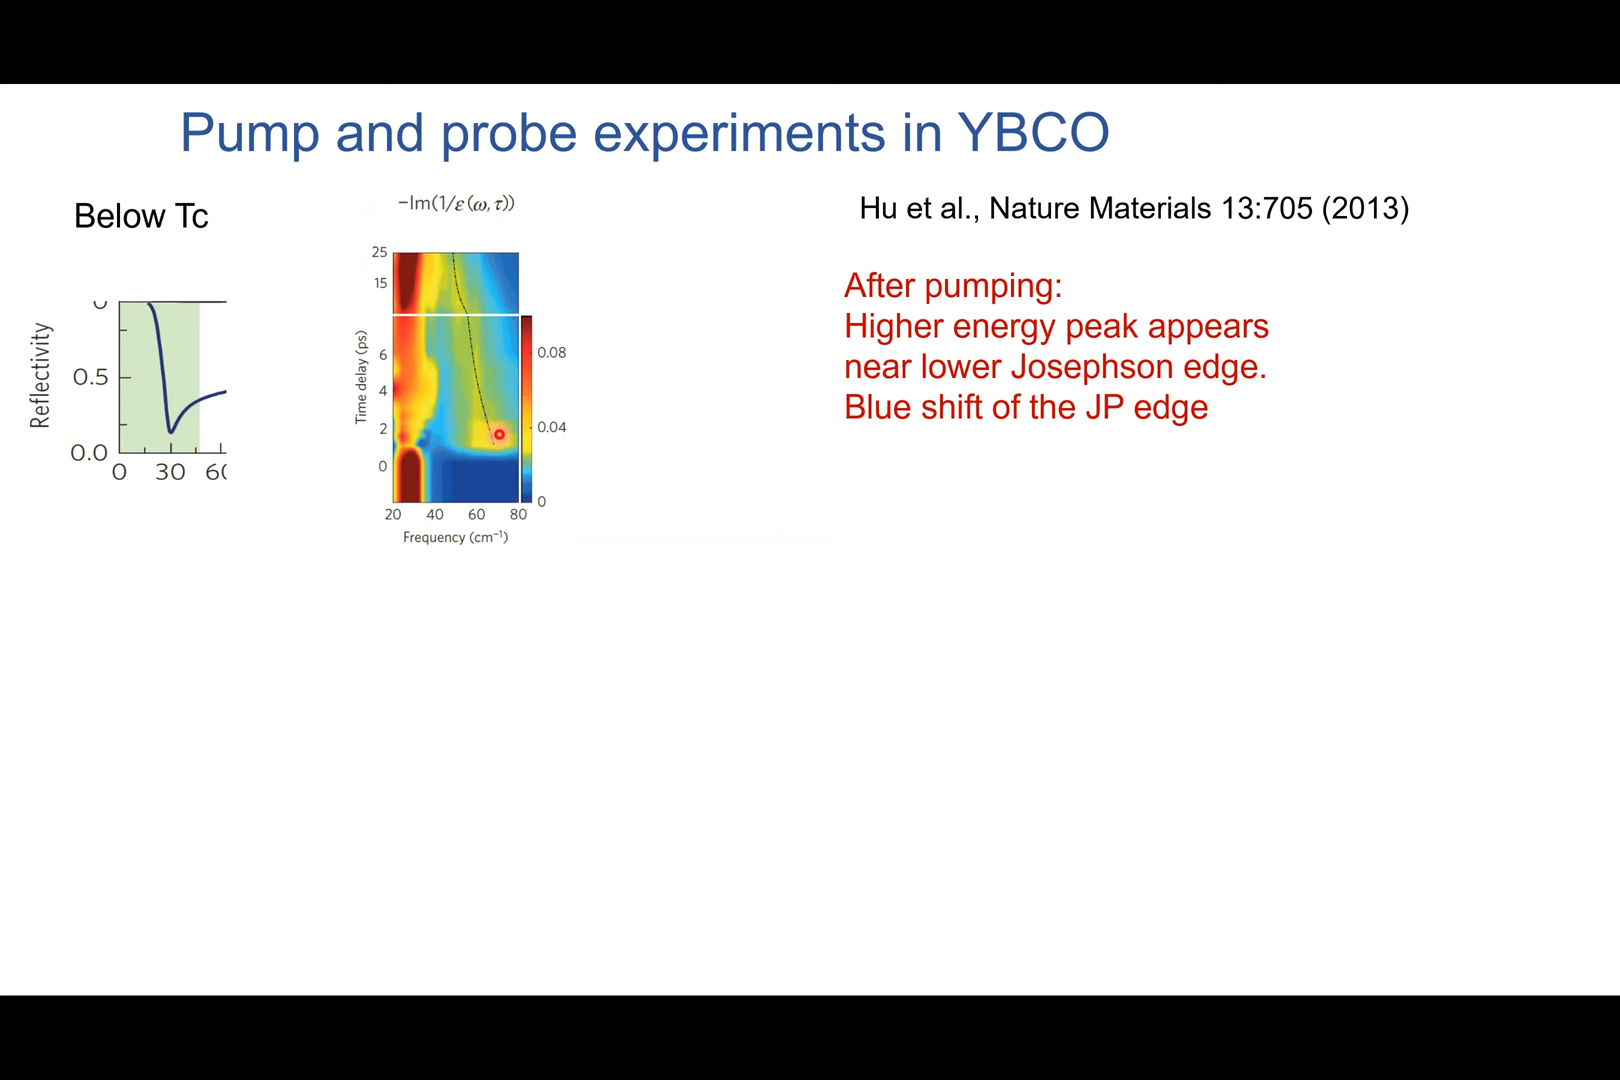 Pump and probe experiments in YBCO
Below Tc
−Im(1/ε(ω,τ))
Hu et al., Nature Materials 13:705 (2013)
After pumping:
Higher energy peak appears
near lower Josephson edge.
Blue shift of the JP edge
Reflectivity
0.5
0.0
0 30
Time delay (ps)
25
15
6
4
2
0
0.08
0.04
0
20 40 60 80
Frequency (cm⁻¹)